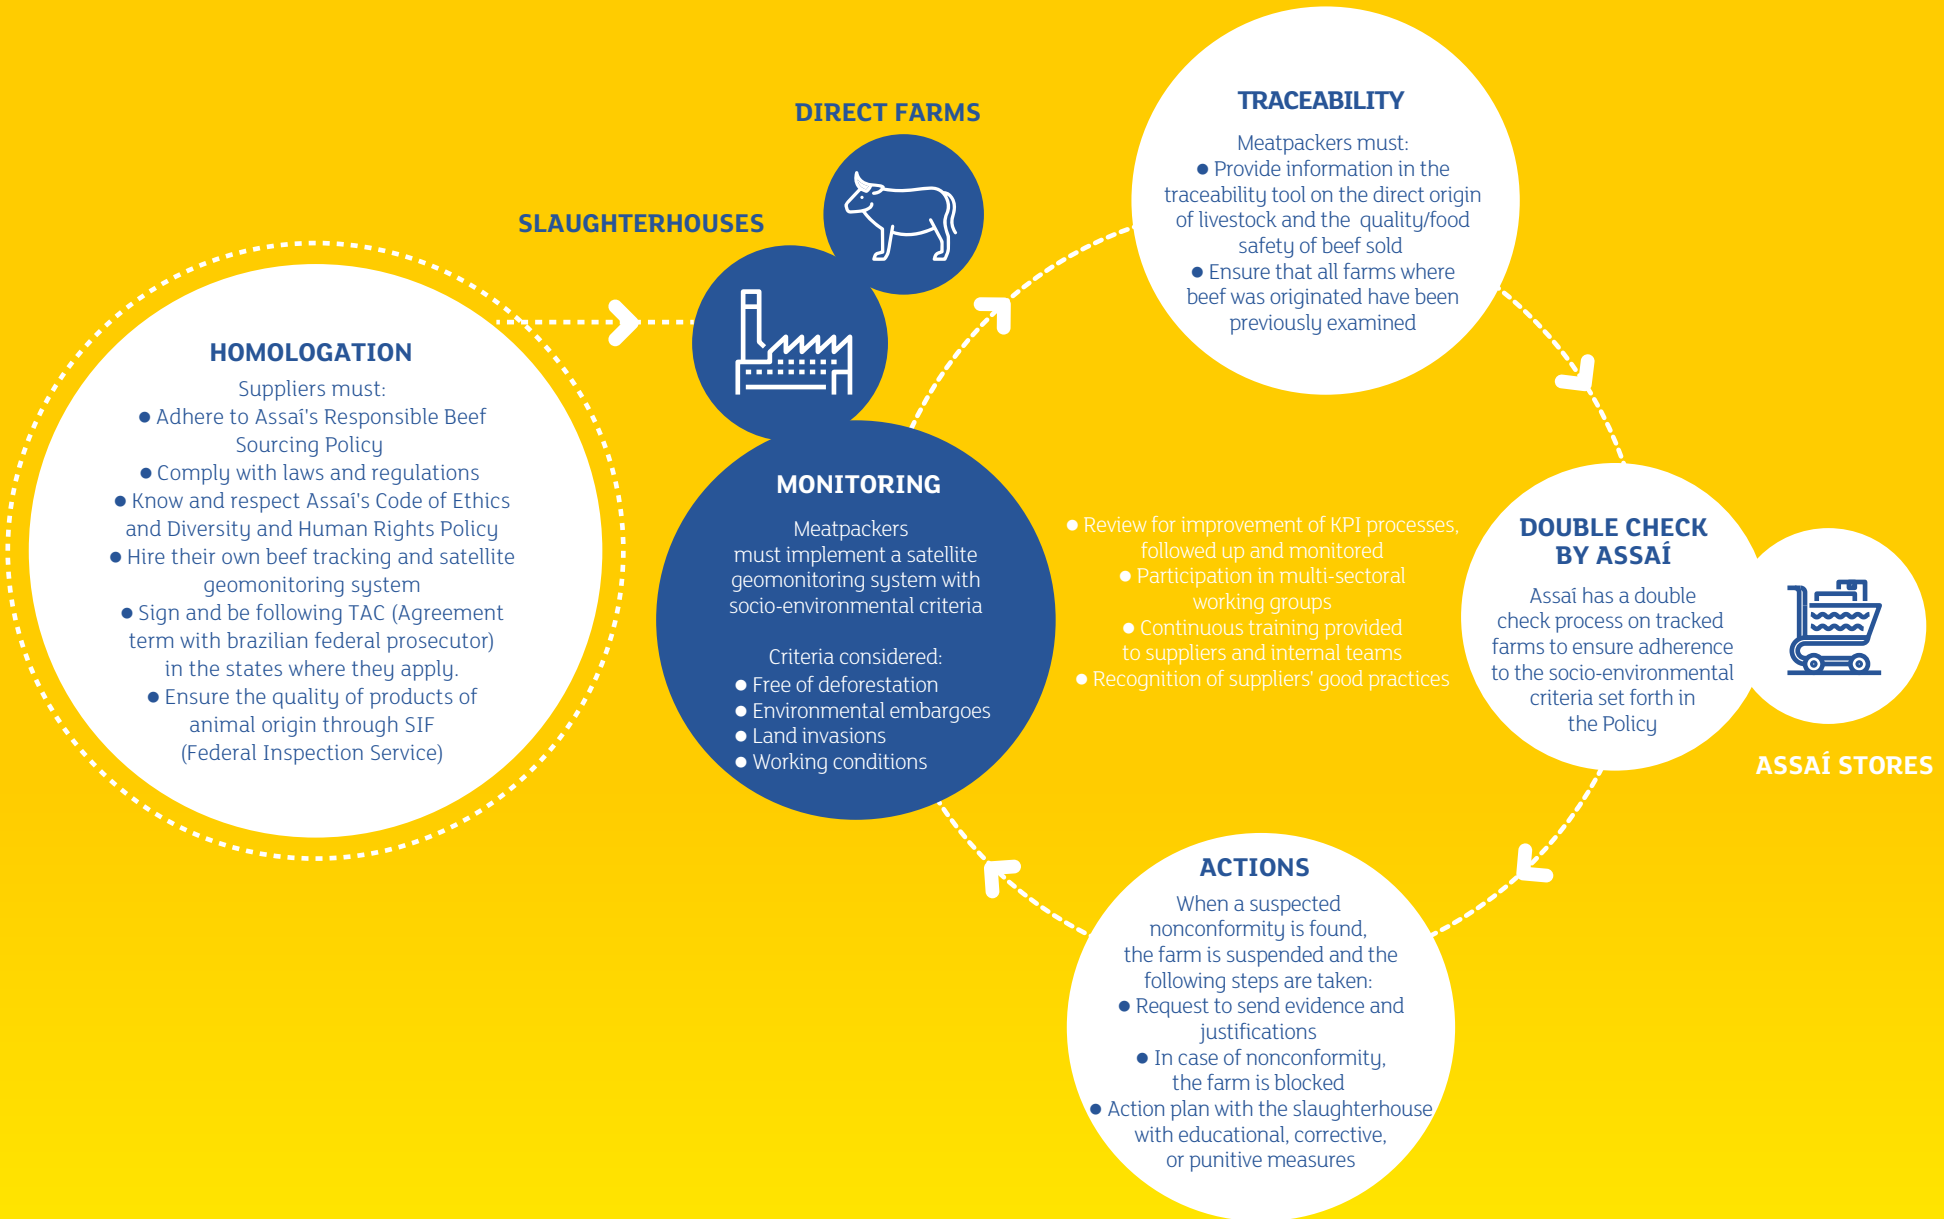 HOMOLOGATION
Suppliers must:
● Adhere to Assaí's Responsible Beef
Sourcing Policy
● Comply with laws and regulations
● Know and respect Assaí's Code of Ethics
and Diversity and Human Rights Policy
● Hire their own beef tracking and satellite
geomonitoring system
● Sign and be following TAC (Agreement
term with brazilian federal prosecutor)
in the states where they apply.
● Ensure the quality of products of
animal origin through SIF
(Federal Inspection Service)
SLAUGHTERHOUSES
DIRECT FARMS
MONITORING
Meatpackers
must implement a satellite
geomonitoring system with
socio-environmental criteria
Criteria considered:
● Free of deforestation
● Environmental embargoes
● Land invasions
● Working conditions
TRACEABILITY
Meatpackers must:
● Provide information in the
traceability tool on the direct origin
of livestock and the quality/food
safety of beef sold
● Ensure that all farms where
beef was originated have been
previously examined
● Review for improvement of KPI processes,
followed up and monitored
● Participation in multi-sectoral
working groups
● Continuous training provided
to suppliers and internal teams
● Recognition of suppliers' good practices
DOUBLE CHECK
BY ASSAÍ
Assaí has a double
check process on tracked
farms to ensure adherence
to the socio-environmental
criteria set forth in
the Policy
ASSAÍ STORES
ACTIONS
When a suspected
nonconformity is found,
the farm is suspended and the
following steps are taken:
● Request to send evidence and
justifications
● In case of nonconformity,
the farm is blocked
● Action plan with the slaughterhouse
with educational, corrective,
or punitive measures